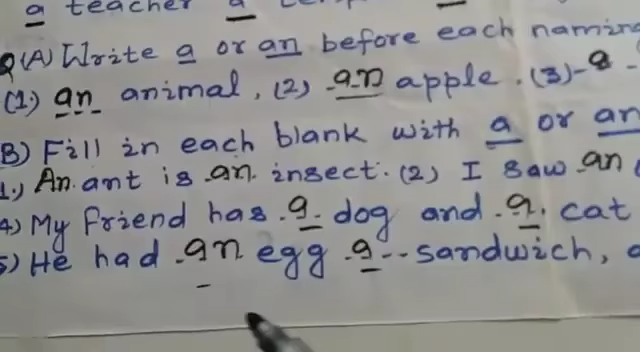 a teacher a
Q(A) Write a or an before each naming
(1.) an animal, (2) an apple. (3)-a
B) Fill in each blank with a or an
1.) An ant is an insect. (2) I saw an
4) My friend has a dog and a cat
5) He had an egg a sandwich,